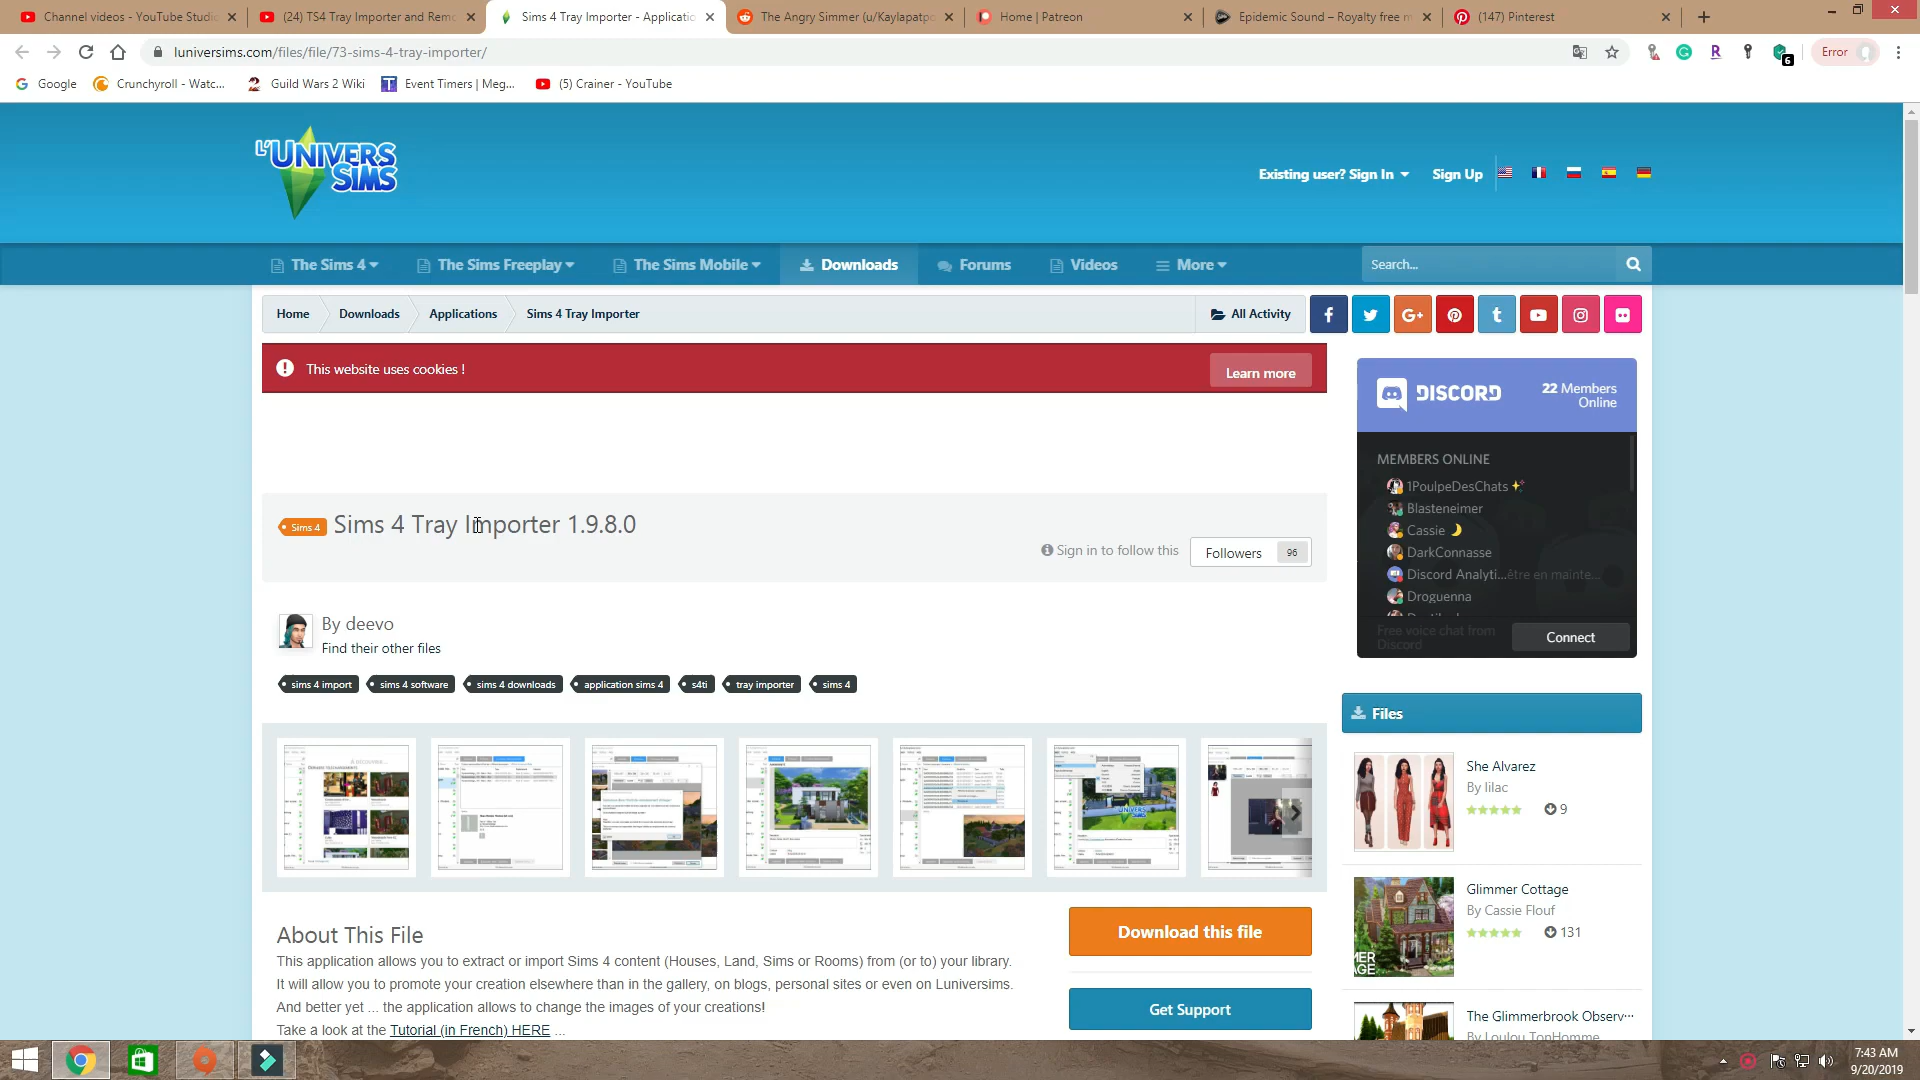 Channel videos - YouTube Studi
(24) TS4 Tray Importer and Remo
Sims 4 Tray Importer - Applicatio
The Angry Simmer (u/Kaylapatpo
Home | Patreon
Epidemic Sound – Royalty free m
(147) Pinterest
luniversims.com/files/file/73-sims-4-tray-importer/
6
Error
Google
Crunchyroll - Watc...
Guild Wars 2 Wiki
Event Timers | Meg...
(5) Crainer - YouTube
L'UNIVERS
SIMS
Existing user? Sign In
Sign Up
The Sims 4
The Sims Freeplay
The Sims Mobile
Downloads
Forums
Videos
More
Search...
Home
Downloads
Applications
Sims 4 Tray Importer
All Activity
This website uses cookies !
Learn more
DISCORD
22 Members
Online
MEMBERS ONLINE
1PoulpeDesChats
Blasteneimer
Cassie
DarkConnasse
Discord Analyti...être en mainte...
Droguenna
Free voice chat from
Discord
Connect
Sims 4
Sims 4 Tray Importer 1.9.8.0
Sign in to follow this
Followers
96
By deevo
Find their other files
sims 4 import
sims 4 software
sims 4 downloads
application sims 4
s4ti
tray importer
sims 4
Files
She Alvarez
By lilac
9
Glimmer Cottage
By Cassie Flouf
131
The Glimmerbrook Observ...
By Loulou TonHomme
About This File
This application allows you to extract or import Sims 4 content (Houses, Land, Sims or Rooms) from (or to) your library.
It will allow you to promote your creation elsewhere than in the gallery, on blogs, personal sites or even on Luniversims.
And better yet ... the application allows to change the images of your creations!
Take a look at the Tutorial (in French) HERE ...
Download this file
Get Support
7:43 AM
9/20/2019